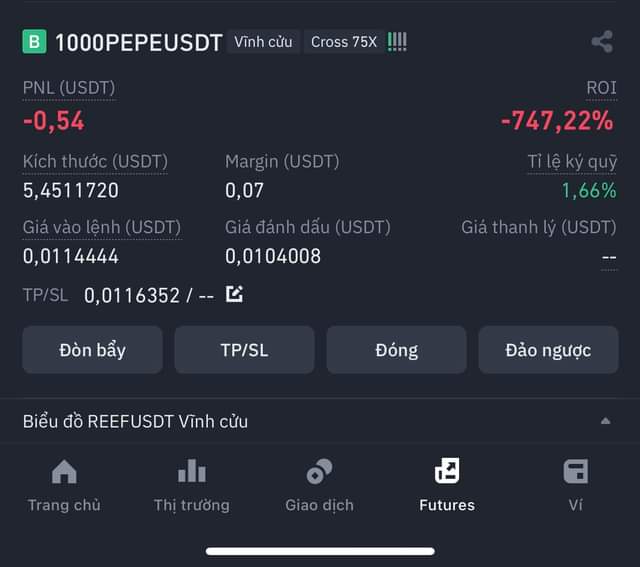 B 1000PEPEUSDT Vĩnh cửu Cross 75X !!!!
PNL (USDT) ROI
-0,54 -747,22%
Kích thước (USDT) Margin (USDT) Tỉ lệ ký quỹ
5,4511720 0,07 1,66%
Giá vào lệnh (USDT) Giá đánh dấu (USDT) Giá thanh lý (USDT)
0,0114444 0,0104008 --
TP/SL 0,0116352 / --
Đòn bẩy TP/SL Đóng Đảo ngược
Biểu đồ REEFUSDT Vĩnh cửu
Trang chủ Thị trường Giao dịch Futures Ví